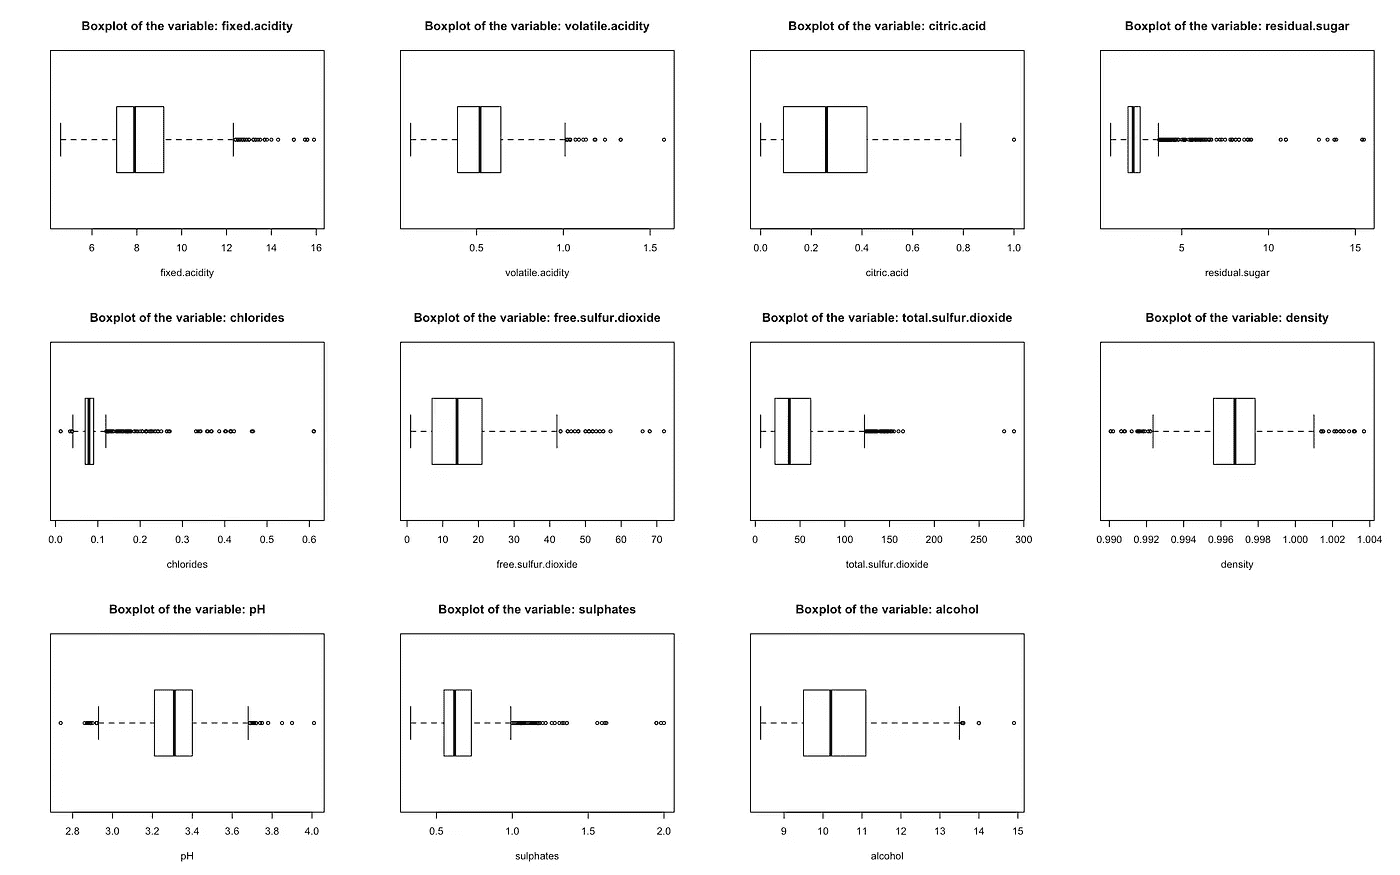 Boxplot of the variable: fixed.acidity
6 8 10 12 14 16
fixed.acidity
Boxplot of the variable: volatile.acidity
0.5 1.0 1.5
volatile.acidity
Boxplot of the variable: citric.acid
0.0 0.2 0.4 0.6 0.8 1.0
citric.acid
Boxplot of the variable: residual.sugar
5 10 15
residual.sugar
Boxplot of the variable: chlorides
0.0 0.1 0.2 0.3 0.4 0.5 0.6
chlorides
Boxplot of the variable: free.sulfur.dioxide
0 10 20 30 40 50 60 70
free.sulfur.dioxide
Boxplot of the variable: total.sulfur.dioxide
0 50 100 150 200 250 300
total.sulfur.dioxide
Boxplot of the variable: density
0.990 0.992 0.994 0.996 0.998 1.000 1.002 1.004
density
Boxplot of the variable: pH
2.8 3.0 3.2 3.4 3.6 3.8 4.0
pH
Boxplot of the variable: sulphates
0.5 1.0 1.5 2.0
sulphates
Boxplot of the variable: alcohol
9 10 11 12 13 14 15
alcohol